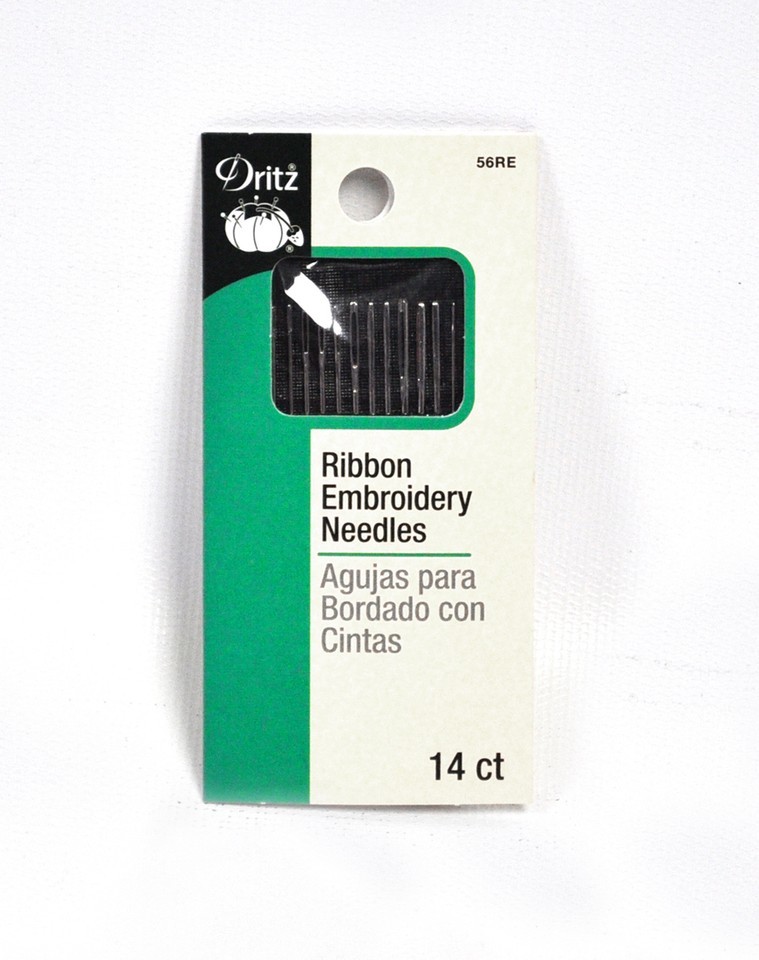 Dritz®
®
56RE
Ribbon
Embroidery
Needles
Agujas para
Bordado con
Cintas
14 ct